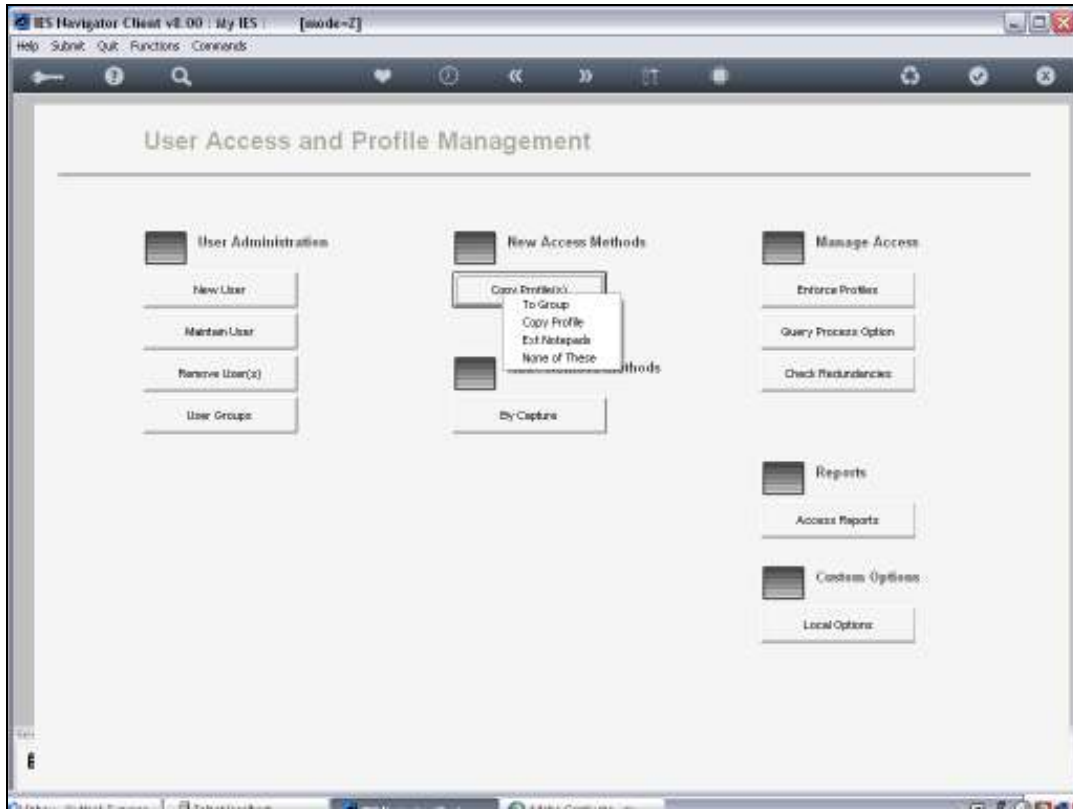 IES Navigator Client v8.00 : My IES : [mode=Z]
Help Submit Quit Functions Commands
User Access and Profile Management
User Administration
New User
Maintain User
Remove User(s)
User Groups
New Access Methods
Copy Profile(s)
To Group
Copy Profile
Ext Notepads
None of These
Methods
By Capture
Manage Access
Enforce Profiles
Query Process Option
Check Redundancies
Reports
Access Reports
Custom Options
Local Options